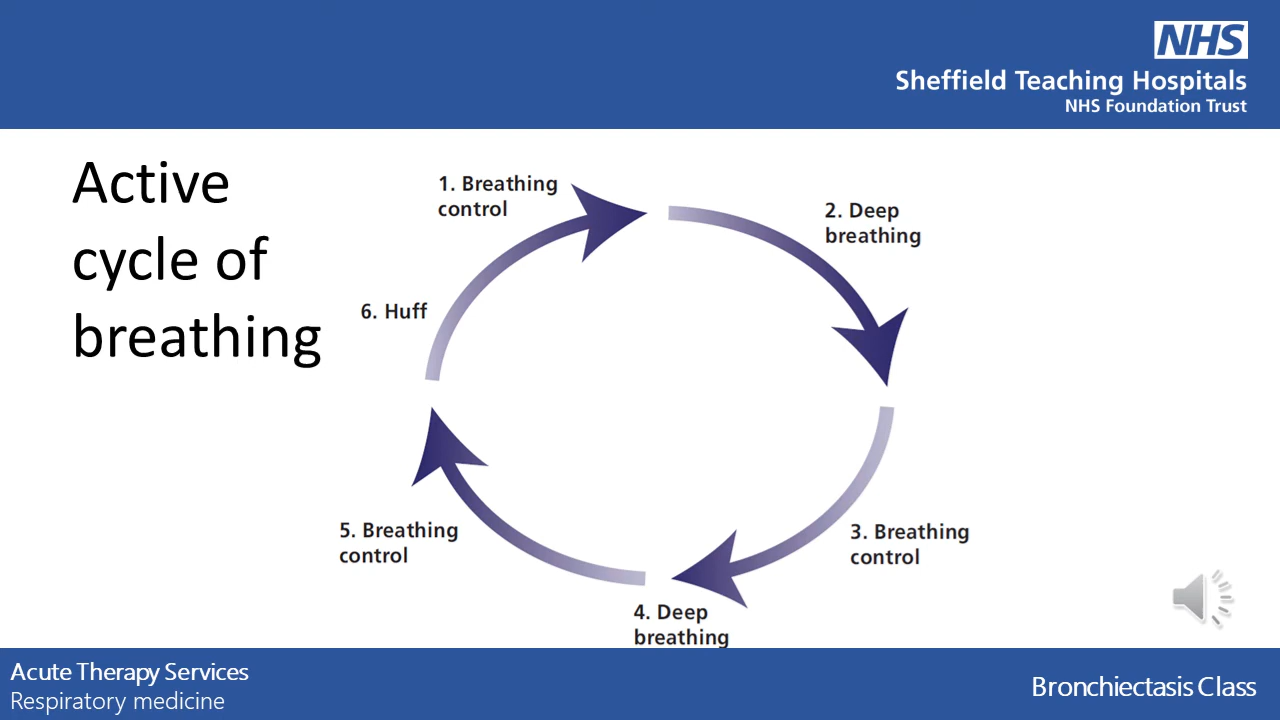 NHS
Sheffield Teaching Hospitals
NHS Foundation Trust
Active
cycle of
breathing
1. Breathing
control
2. Deep
breathing
3. Breathing
control
4. Deep
breathing
5. Breathing
control
6. Huff
Acute Therapy Services
Respiratory medicine
Bronchiectasis Class